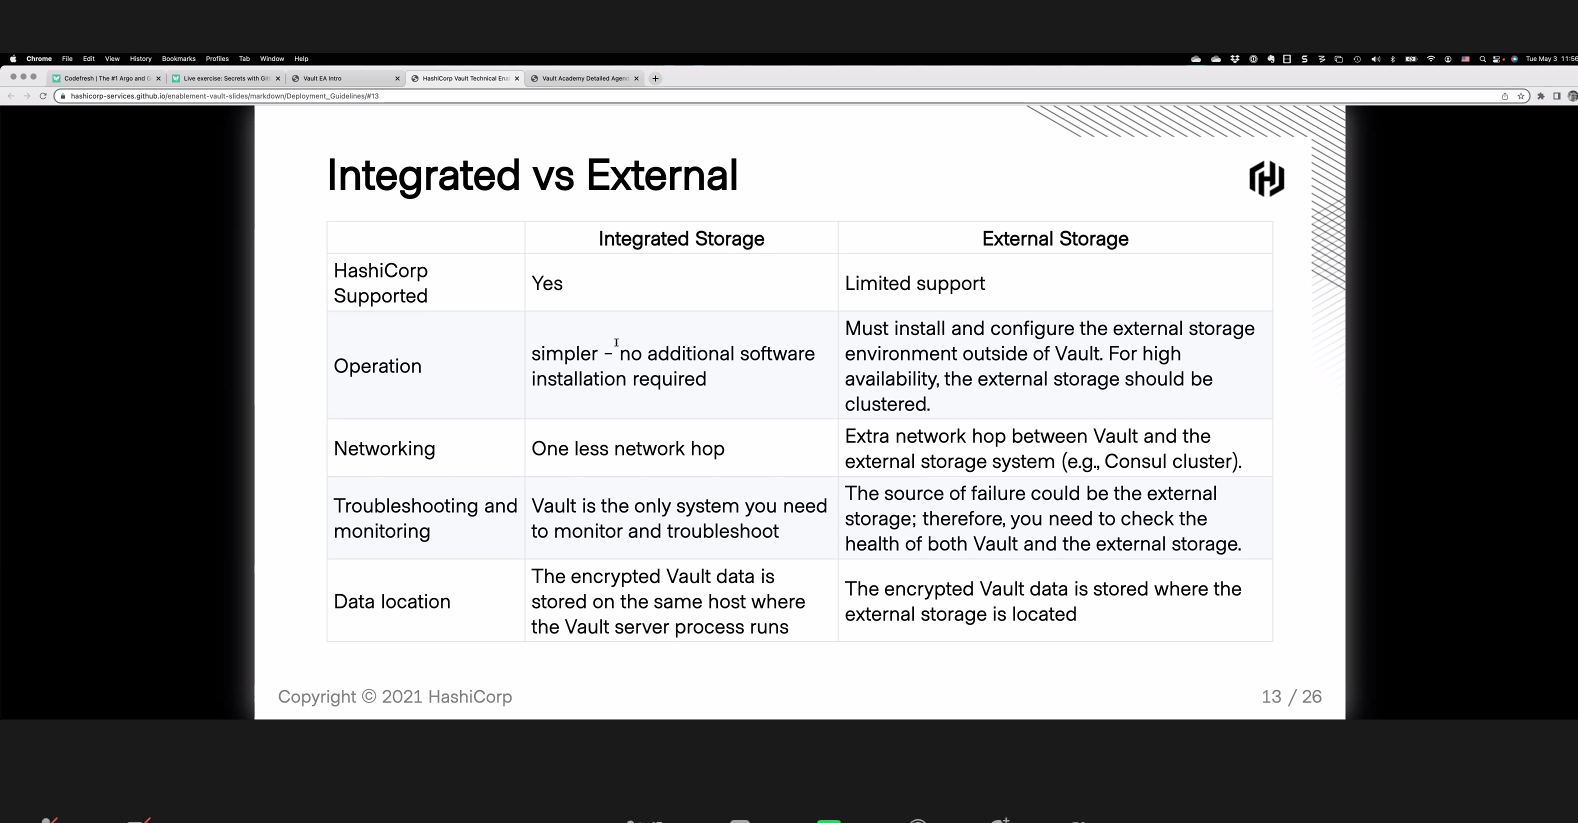 Chrome File Edit View History Bookmarks Profiles Tab Window Help
Tue May 3 11:56
Codefresh | The #1 Argo and G
Live exercise: Secrets with Git
Vault EA Intro
HashiCorp Vault Technical Ena
Vault Academy Detailed Agend
hashicorp-services.github.io/enablement-vault-slides/markdown/Deployment_Guidelines/#13
Integrated vs External
Integrated Storage
External Storage
HashiCorp
Supported
Yes
Limited support
Operation
simpler - no additional software
installation required
Must install and configure the external storage
environment outside of Vault. For high
availability, the external storage should be
clustered.
Networking
One less network hop
Extra network hop between Vault and the
external storage system (e.g., Consul cluster).
Troubleshooting and
monitoring
Vault is the only system you need
to monitor and troubleshoot
The source of failure could be the external
storage; therefore, you need to check the
health of both Vault and the external storage.
Data location
The encrypted Vault data is
stored on the same host where
the Vault server process runs
The encrypted Vault data is stored where the
external storage is located
Copyright © 2021 HashiCorp
13 / 26